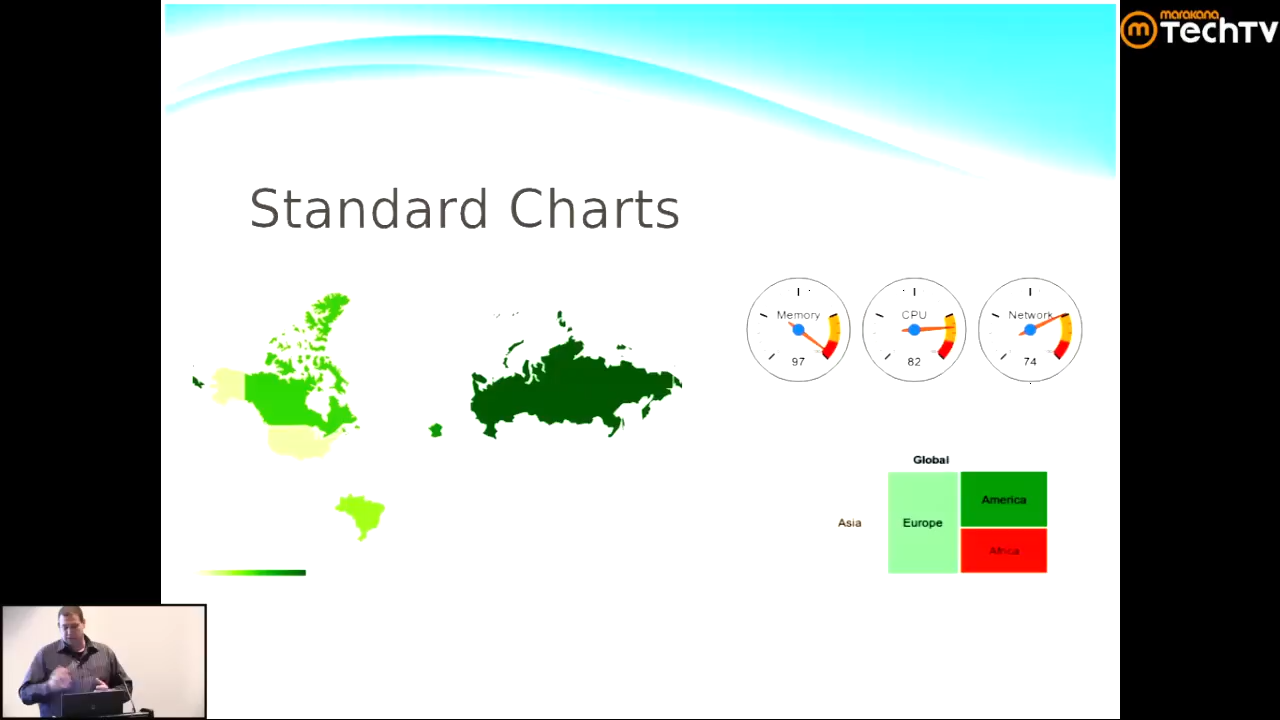 marakana
m TechTV
Standard Charts
Memory
97
CPU
82
Network
74
Global
Asia
Europe
America
Africa